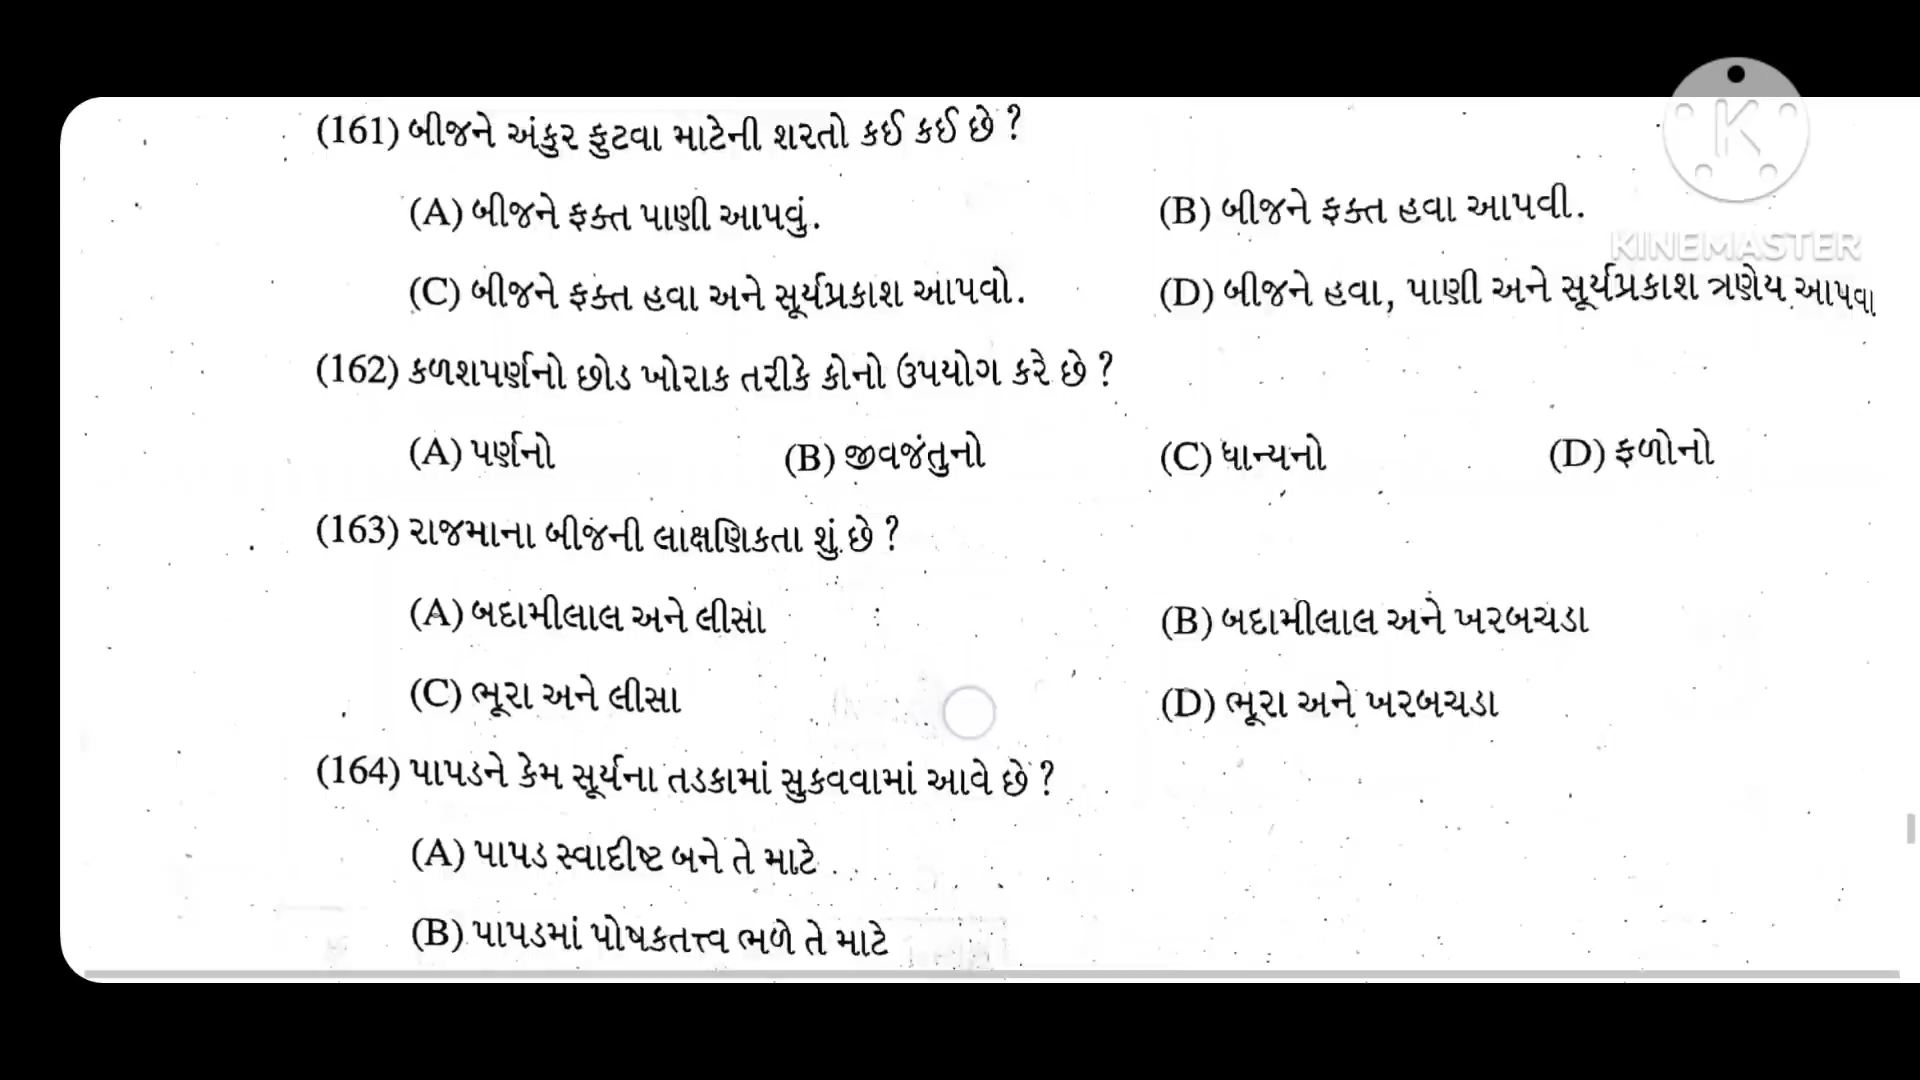 (161) બીજને અંકુર ફુટવા માટેની શરતો કઈ કઈ છે ?
(A) બીજને ફક્ત પાણી આપવું. (B) બીજને ફક્ત હવા આપવી.
KINEMASTER
(C) બીજને ફક્ત હવા અને સૂર્યપ્રકાશ આપવો. (D) બીજને હવા, પાણી અને સૂર્યપ્રકાશ ત્રણેય આપવા
(162) કળશપર્ણનો છોડ ખોરાક તરીકે કોનો ઉપયોગ કરે છે ?
(A) પર્ણનો (B) જીવજંતુનો (C) ધાન્યનો (D) ફળોનો
(163) રાજમાના બીજની લાક્ષણિકતા શું છે ?
(A) બદામીલાલ અને લીસા (B) બદામીલાલ અને ખરબચડા
(C) ભૂરા અને લીસા (D) ભૂરા અને ખરબચડા
(164) પાપડને કેમ સૂર્યના તડકામાં સુકવવામાં આવે છે ?
(A) પાપડ સ્વાદીષ્ટ બને તે માટે
(B) પાપડમાં પોષકતત્ત્વ ભળે તે માટે